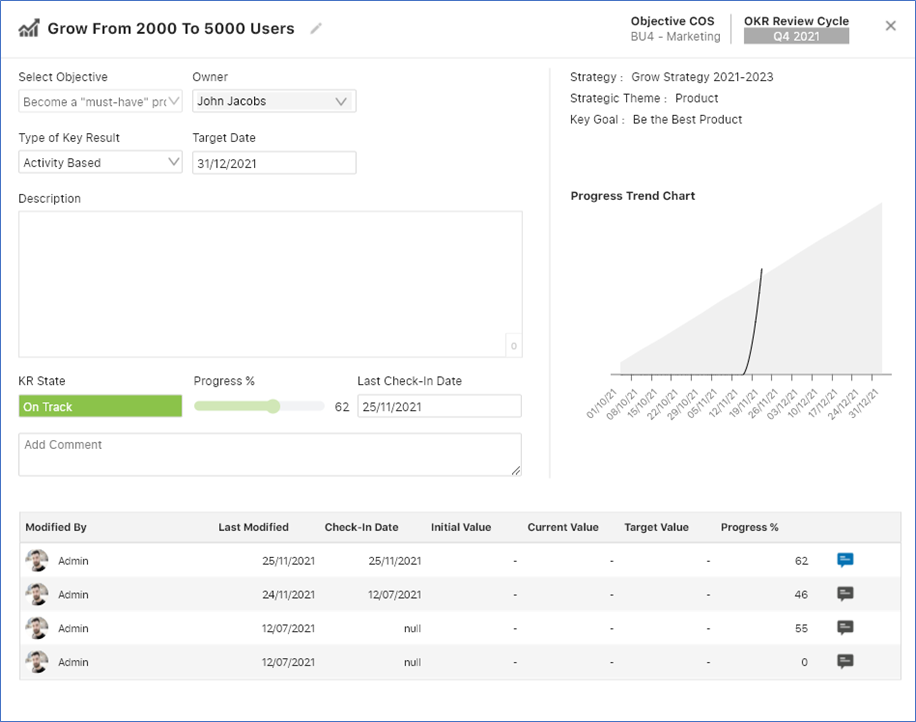 Grow From 2000 To 5000 Users
Objective COS
BU4 - Marketing
OKR Review Cycle
Q4 2021
Select Objective
Become a "must-have" pr
Owner
John Jacobs
Type of Key Result
Activity Based
Target Date
31/12/2021
Description
0
KR State
On Track
Progress %
62
Last Check-In Date
25/11/2021
Add Comment
Strategy : Grow Strategy 2021-2023
Strategic Theme : Product
Key Goal : Be the Best Product
Progress Trend Chart
01/10/21
08/10/21
15/10/21
22/10/21
29/10/21
05/11/21
12/11/21
19/11/21
26/11/21
03/12/21
10/12/21
17/12/21
24/12/21
31/12/21
Modified By Last Modified Check-In Date Initial Value Current Value Target Value Progress %
Admin 25/11/2021 25/11/2021 - - - 62
Admin 24/11/2021 12/07/2021 - - - 46
Admin 12/07/2021 null - - - 55
Admin 12/07/2021 null - - - 0